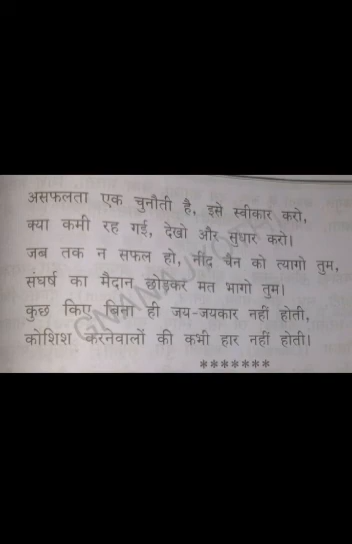 असफलता एक चुनौती है, इसे स्वीकार करो,
क्या कमी रह गई, देखो और सुधार करो।
जब तक न सफल हो, नींद चैन को त्यागो तुम,
संघर्ष का मैदान छोड़कर मत भागो तुम।
कुछ किए बिना ही जय-जयकार नहीं होती,
कोशिश करनेवालों की कभी हार नहीं होती।
*******